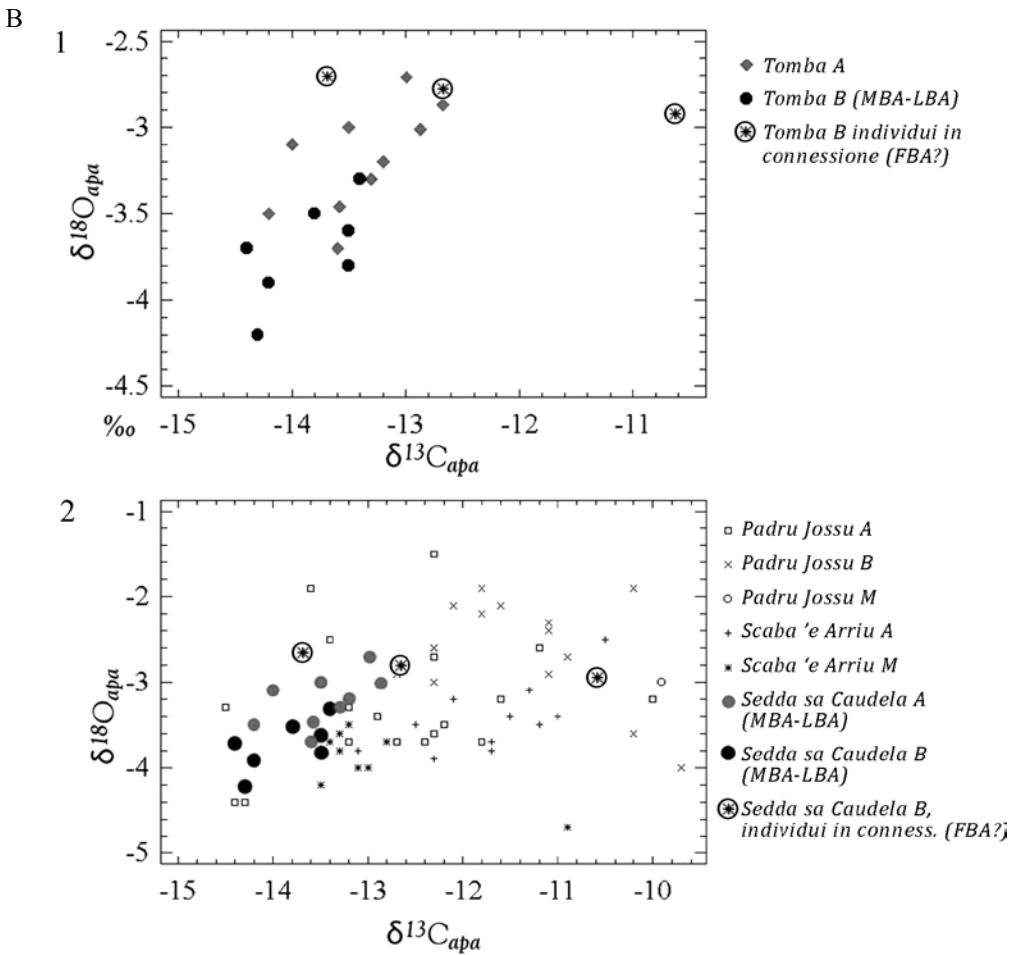 B
1
-2.5
-3
-3.5
-4
-4.5
δ¹⁸Oapa
‰ -15 -14 -13 -12 -11
δ¹³Capa
Tomba A
Tomba B (MBA-LBA)
Tomba B individui in
connessione (FBA?)
2
-1
-2
-3
-4
-5
δ¹⁸Oapa
-15 -14 -13 -12 -11 -10
δ¹³Capa
Padru Jossu A
Padru Jossu B
Padru Jossu M
Scaba 'e Arriu A
Scaba ‘e Arriu M
Sedda sa Caudela A
(MBA-LBA)
Sedda sa Caudela B
(MBA-LBA)
Sedda sa Caudela B,
individui in conness. (FBA?)